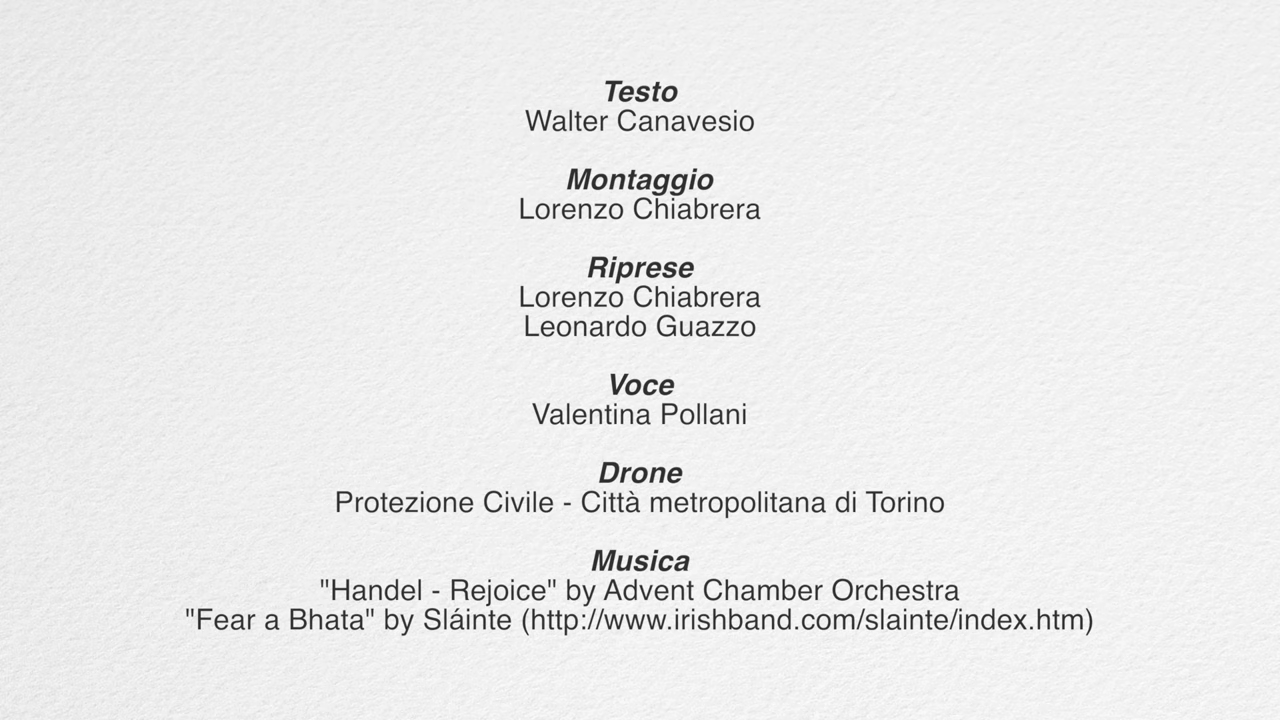 Testo
Walter Canavesio
Montaggio
Lorenzo Chiabrera
Riprese
Lorenzo Chiabrera
Leonardo Guazzo
Voce
Valentina Pollani
Drone
Protezione Civile - Città metropolitana di Torino
Musica
"Handel - Rejoice" by Advent Chamber Orchestra
"Fear a Bhata" by Sláinte (http://www.irishband.com/slainte/index.htm)